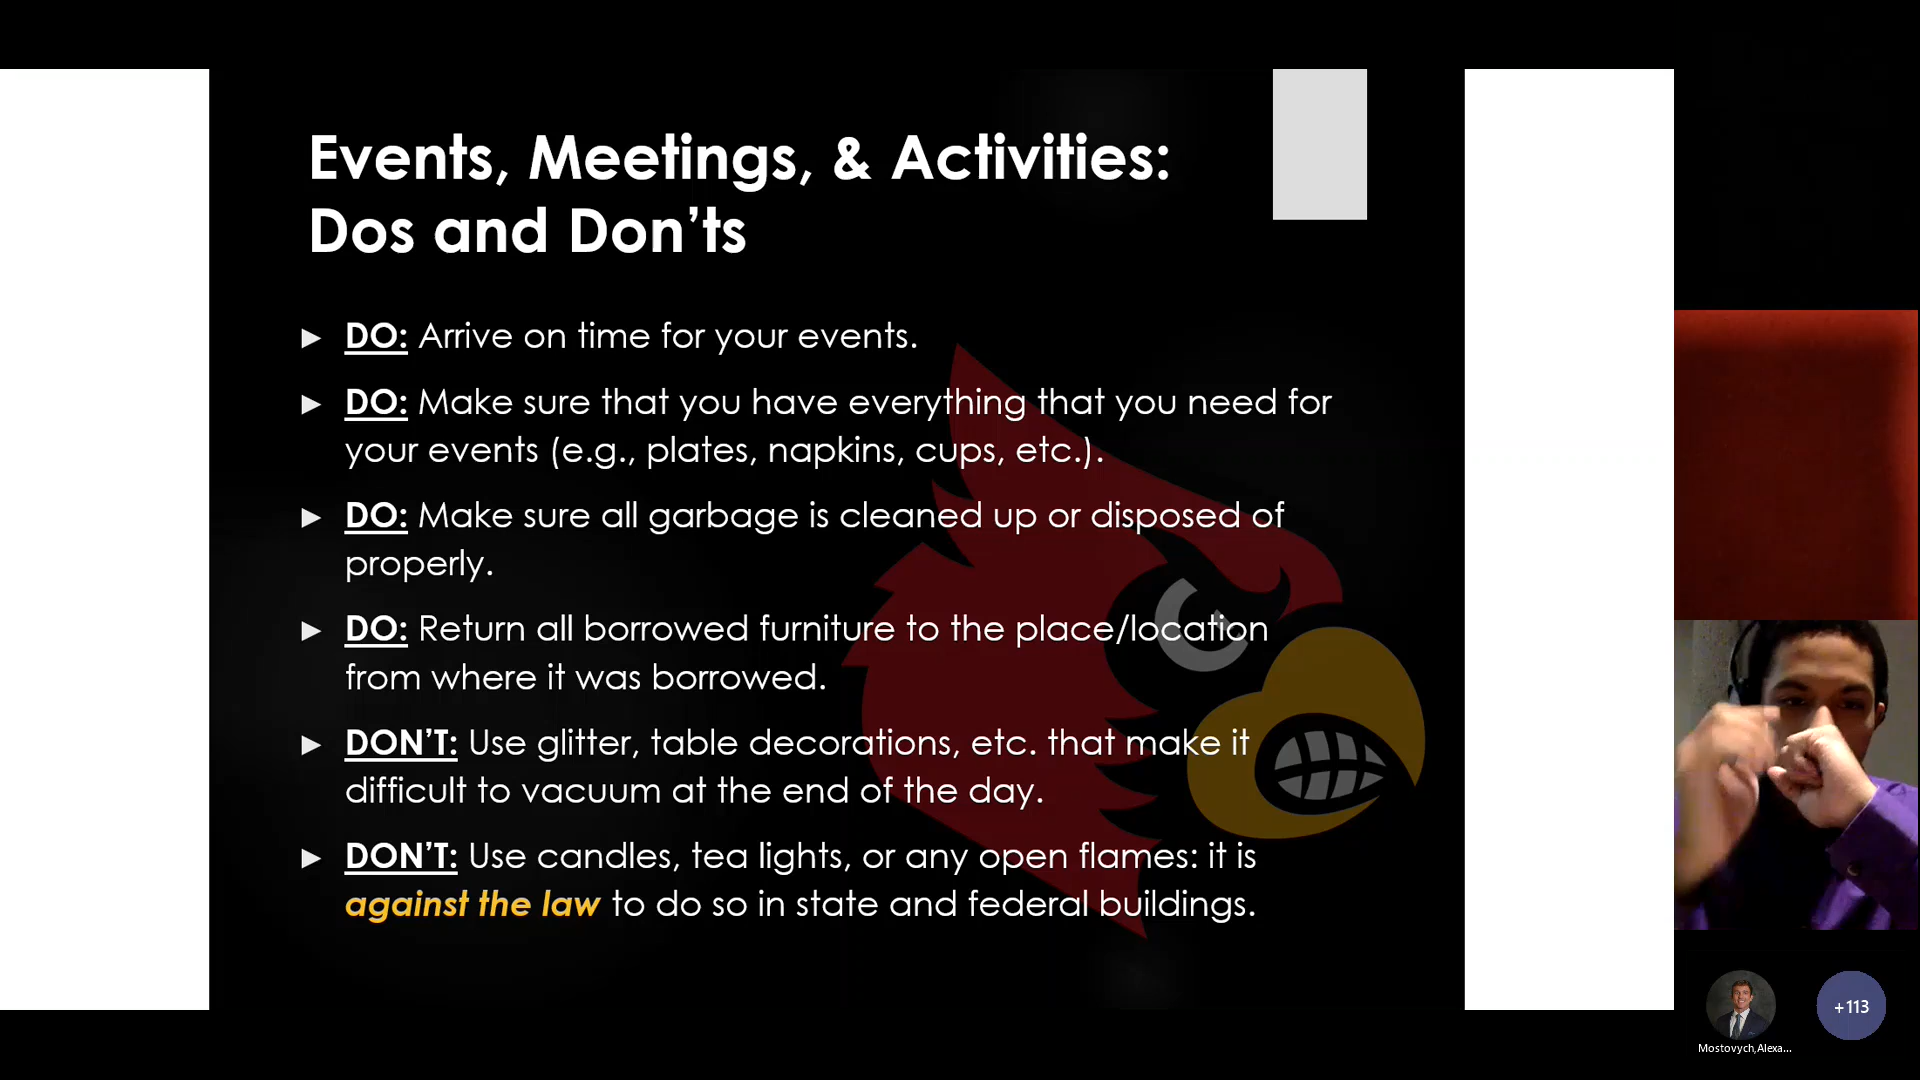 Events, Meetings, & Activities:
Dos and Don’ts
► DO: Arrive on time for your events.
► DO: Make sure that you have everything that you need for
your events (e.g., plates, napkins, cups, etc.).
► DO: Make sure all garbage is cleaned up or disposed of
properly.
► DO: Return all borrowed furniture to the place/location
from where it was borrowed.
► DON’T: Use glitter, table decorations, etc. that make it
difficult to vacuum at the end of the day.
► DON’T: Use candles, tea lights, or any open flames: it is
against the law to do so in state and federal buildings.
+113
Mostovych,Alexa...